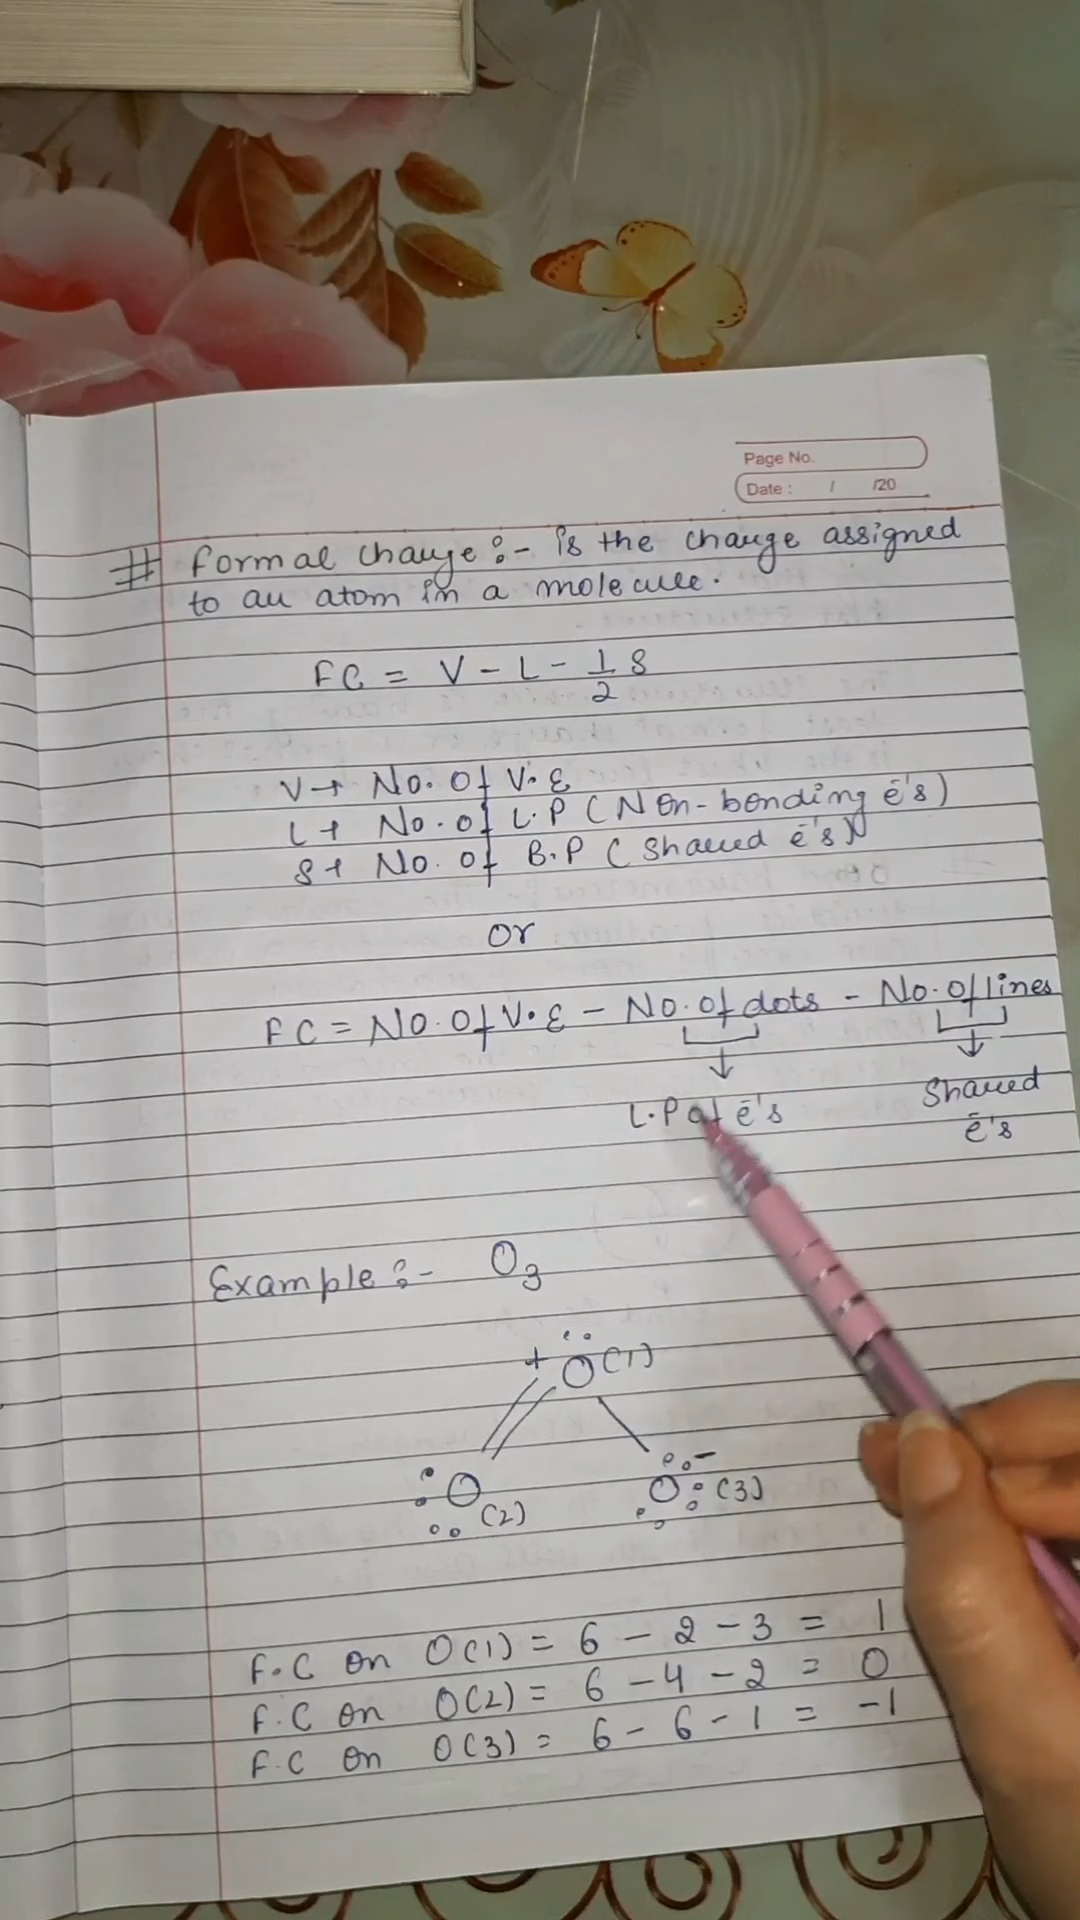 Page No.
Date : / /20
# formal charge :- is the charge assigned
to an atom in a molecule.
FC = V - L - 1/2 S
V → No. of V.E
L → No. of L.P (Non-bonding ē's)
S → No. of B.P (Shared ē's)
or
FC = No. of V.E - No. of dots - No. of lines
↓ ↓
L.P of ē's Shared
ē's
Example :- O3
+ O(1)
O (2) O - (3)
F.C on O(1) = 6 - 2 - 3 = 1
F.C on O(2) = 6 - 4 - 2 = 0
F.C on O(3) = 6 - 6 - 1 = -1